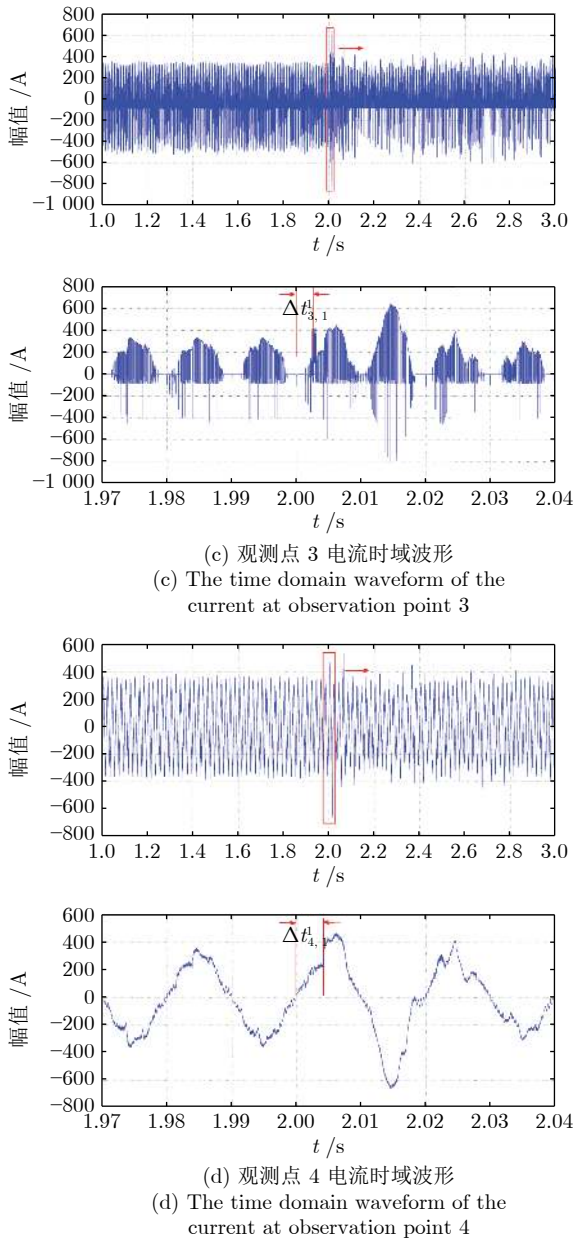 800
600
400
200
0
−200
−400
−600
−800
−1 000
幅值 /A
1.0 1.2 1.4 1.6 1.8 2.0 2.2 2.4 2.6 2.8 3.0
t /s
800
600
400
200
0
−200
−400
−600
−800
−1 000
幅值 /A
Δt¹₃,₁
1.97 1.98 1.99 2.00 2.01 2.02 2.03 2.04
t /s
(c) 观测点 3 电流时域波形
(c) The time domain waveform of the
current at observation point 3
600
400
200
0
−200
−400
−600
−800
幅值 /A
1.0 1.2 1.4 1.6 1.8 2.0 2.2 2.4 2.6 2.8 3.0
t /s
600
400
200
0
−200
−400
−600
−800
幅值 /A
Δt¹₄,₁
1.97 1.98 1.99 2.00 2.01 2.02 2.03 2.04
t /s
(d) 观测点 4 电流时域波形
(d) The time domain waveform of the
current at observation point 4